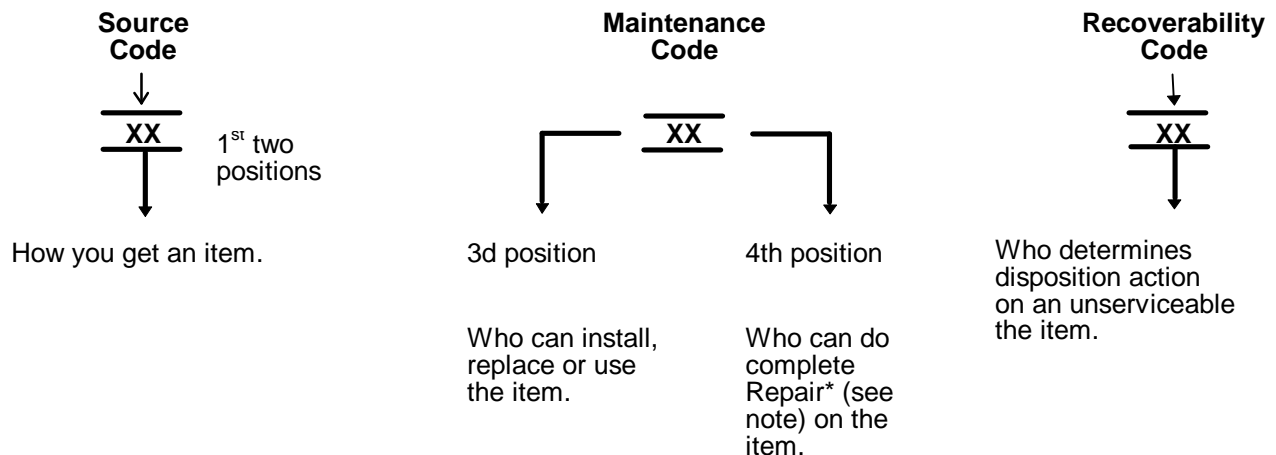 Source
Code
Maintenance
Code
Recoverability
Code
XX
1st two
positions
XX
XX
How you get an item.
3d position
4th position
Who determines
disposition action
on an unserviceable
the item.
Who can install,
replace or use
the item.
Who can do
complete
Repair* (see
note) on the
item.